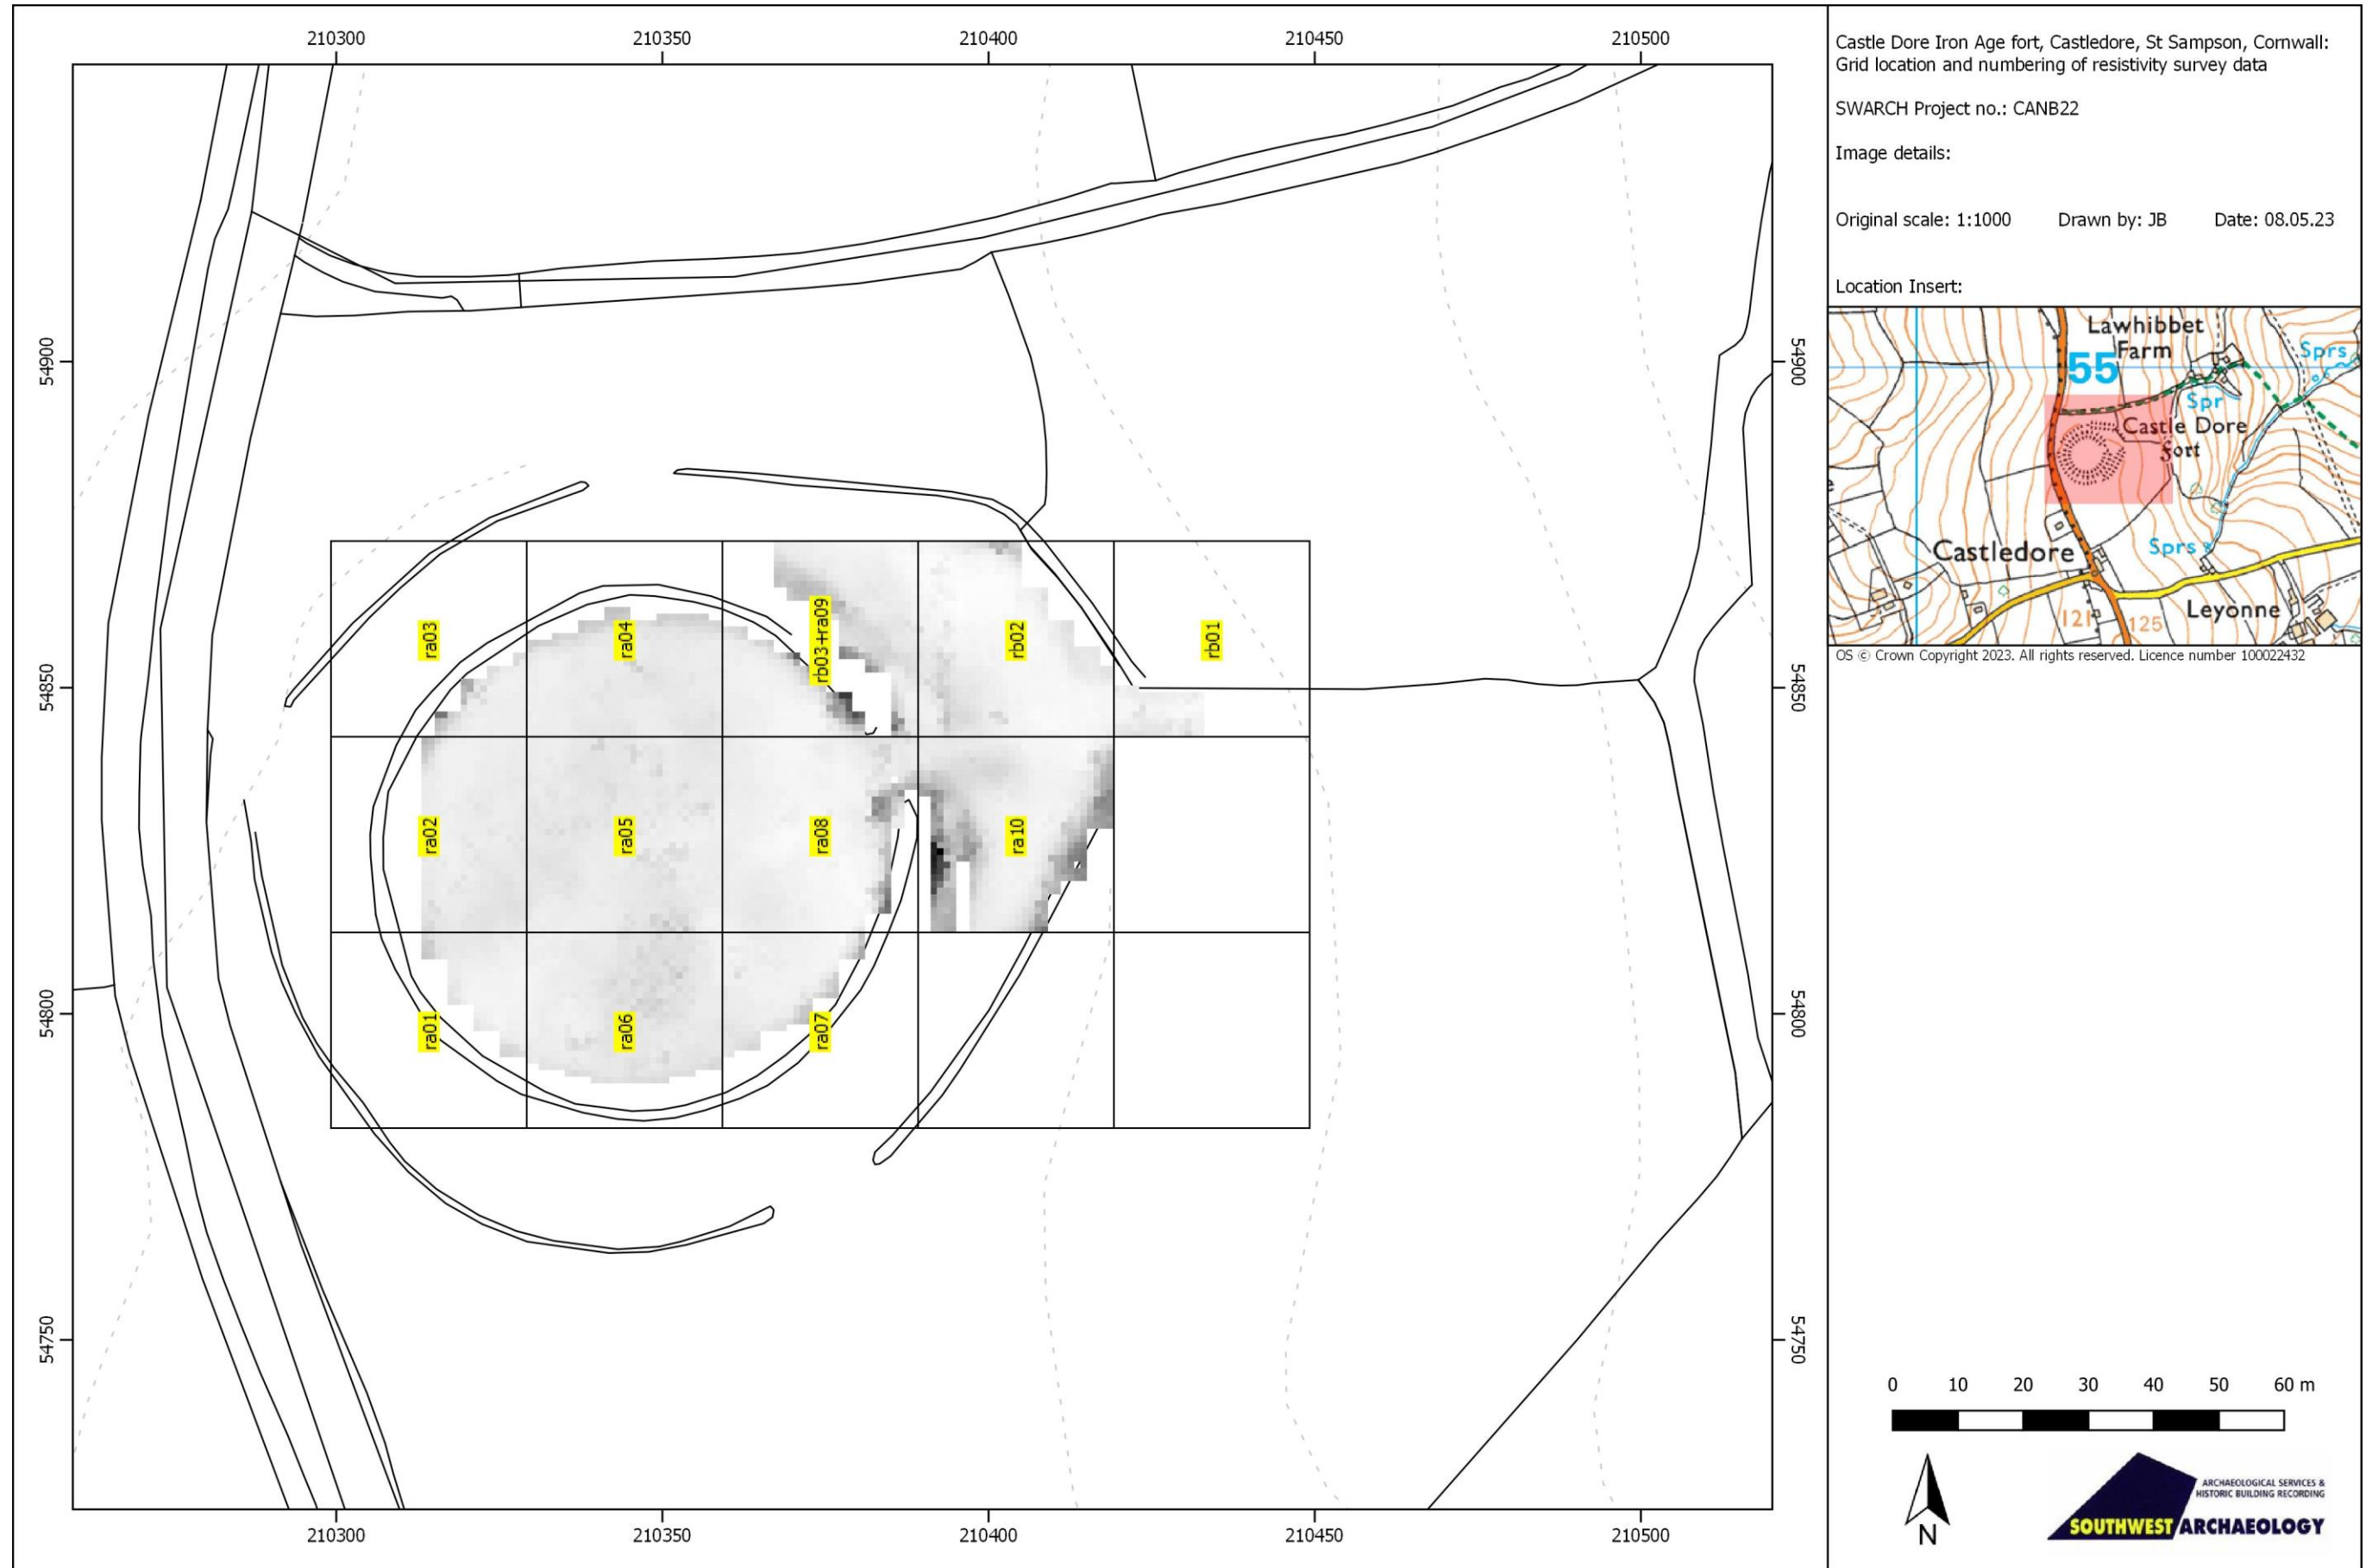 210300 210350 210400 210450 210500
54900
54850
54800
54750
54900
54850
54800
54750
210300 210350 210400 210450 210500
ra03
ra04
rb03+ra09
rb02
rb01
ra02
ra05
ra08
ra10
ra01
ra06
ra07
Castle Dore Iron Age fort, Castledore, St Sampson, Cornwall:
Grid location and numbering of resistivity survey data
SWARCH Project no.: CANB22
Image details:
Original scale: 1:1000 Drawn by: JB Date: 08.05.23
Location Insert:
Lawhibbet
Farm
55
Sprs
Spr
Castle Dore
Fort
Castledore
Sprs
Leyonne
121
125
OS © Crown Copyright 2023. All rights reserved. Licence number 100022432
0 10 20 30 40 50 60 m
N
ARCHAEOLOGICAL SERVICES &
HISTORIC BUILDING RECORDING
SOUTHWEST ARCHAEOLOGY